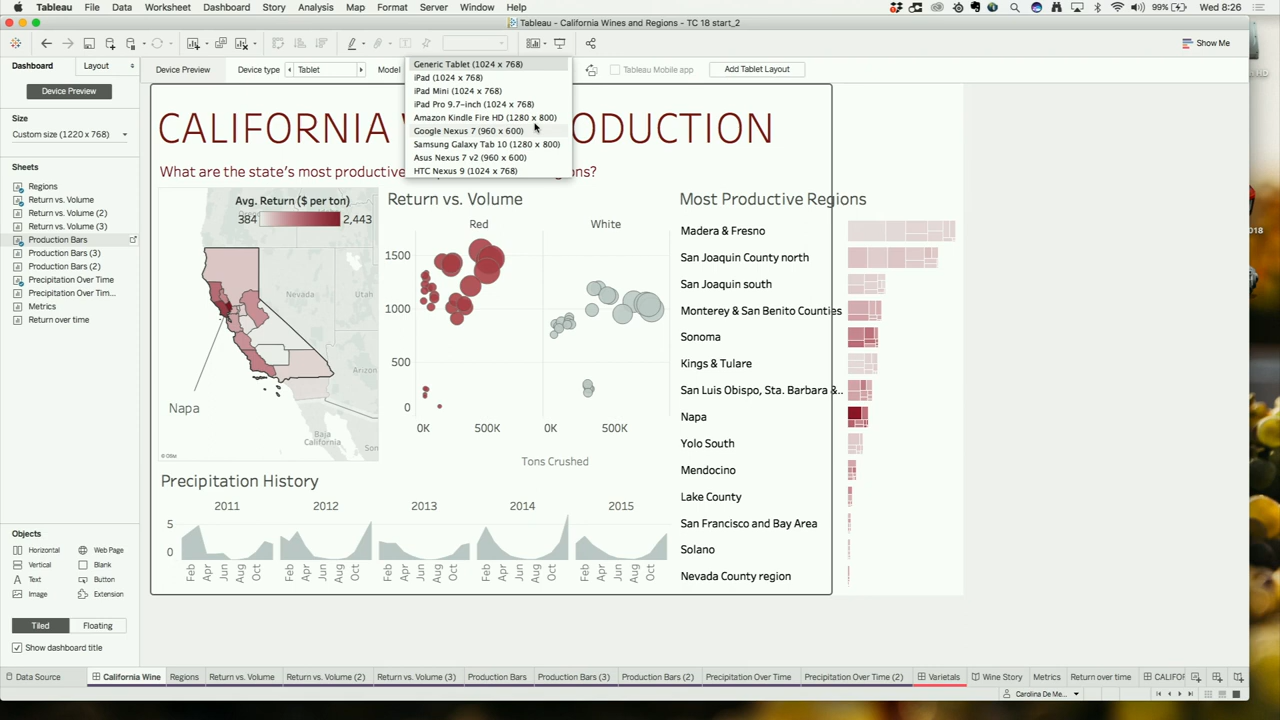 Tableau File Data Worksheet Dashboard Story Analysis Map Format Server Window Help 99% Wed 8:26
Tableau - California Wines and Regions - TC 18 start_2
Show Me
Dashboard Layout
Device Preview Device type Tablet Model
Tableau Mobile app Add Tablet Layout
Generic Tablet (1024 x 768)
iPad (1024 x 768)
iPad Mini (1024 x 768)
iPad Pro 9.7-inch (1024 x 768)
Amazon Kindle Fire HD (1280 x 800)
Google Nexus 7 (960 x 600)
Samsung Galaxy Tab 10 (1280 x 800)
Asus Nexus 7 v2 (960 x 600)
HTC Nexus 9 (1024 x 768)
Device Preview
Size
Custom size (1220 x 768)
Sheets
Regions
Return vs. Volume
Return vs. Volume (2)
Return vs. Volume (3)
Production Bars
Production Bars (3)
Production Bars (2)
Precipitation Over Time
Precipitation Over Tim...
Metrics
Return over time
Objects
Horizontal Web Page
Vertical Blank
Text Button
Image Extension
Tiled Floating
Show dashboard title
CALIFORNIA
ODUCTION
What are the state's most productive
regions?
Avg. Return ($ per ton)
384 2,443
Nevada
Utah
Arizon
Napa
Baja
California
Son
© OSM
Return vs. Volume
Red White
1500
1000
500
0
0K 500K 0K 500K
Tons Crushed
Most Productive Regions
Madera & Fresno
San Joaquin County north
San Joaquin south
Monterey & San Benito Counties
Sonoma
Kings & Tulare
San Luis Obispo, Sta. Barbara &..
Napa
Yolo South
Mendocino
Lake County
San Francisco and Bay Area
Solano
Nevada County region
Precipitation History
2011 2012 2013 2014 2015
5
0
Feb Apr Jun Aug Oct Feb Apr Jun Aug Oct Feb Apr Jun Aug Oct Feb Apr Jun Aug Oct Feb Apr Jun Aug Oct
Data Source California Wine Regions Return vs. Volume Return vs. Volume (2) Return vs. Volume (3) Production Bars Production Bars (3) Production Bars (2) Precipitation Over Time Precipitation Over Time (2) Varietals Wine Story Metrics Return over time CALIFOI
Carolina De Me...
018